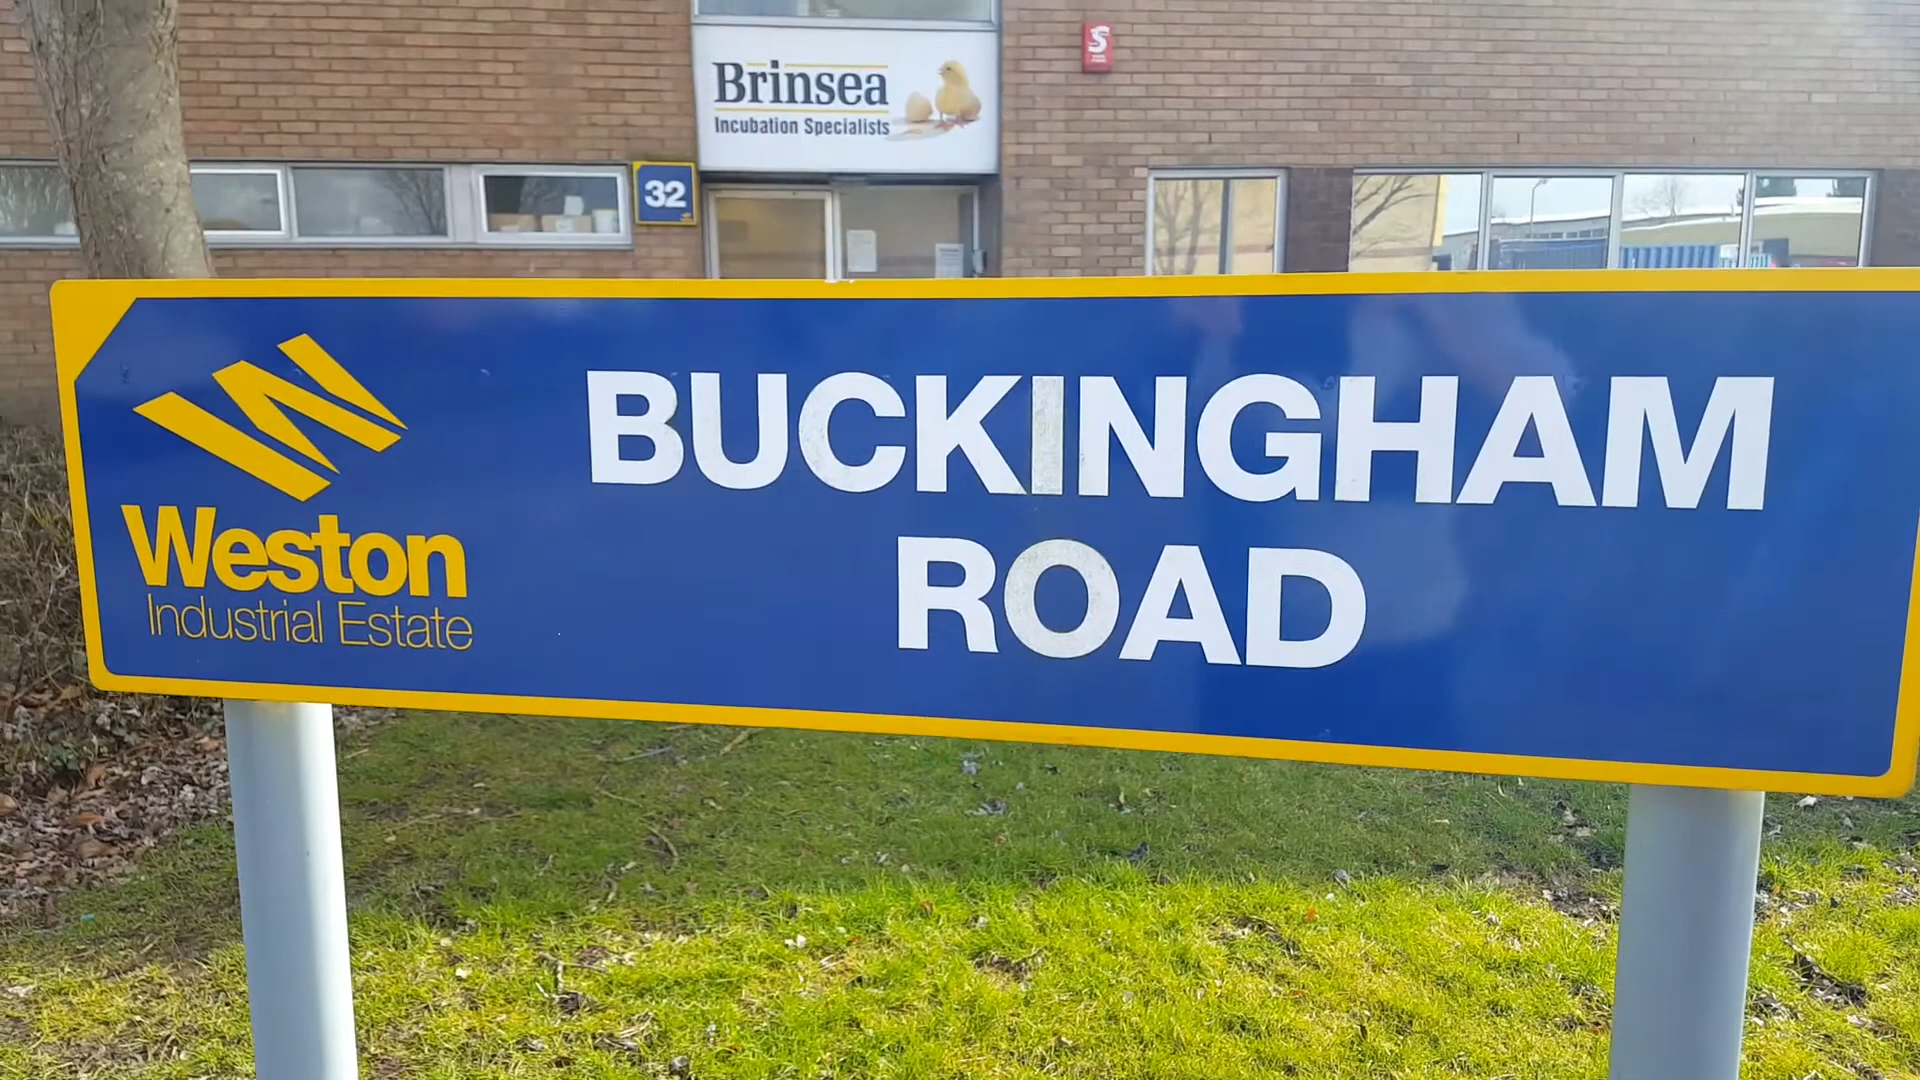 Brinsea
Incubation Specialists
32
BUCKINGHAM
ROAD
Weston
Industrial Estate